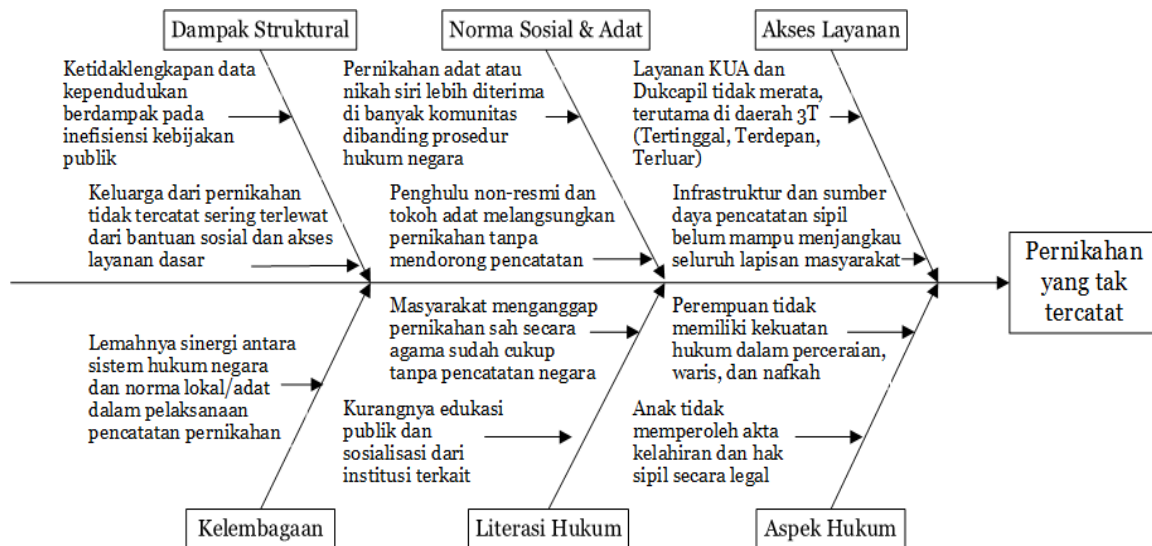 Dampak Struktural
Norma Sosial & Adat
Akses Layanan
Ketidaklengkapan data
kependudukan
berdampak pada
inefisiensi kebijakan
publik
Pernikahan adat atau
nikah siri lebih diterima
di banyak komunitas
dibanding prosedur
hukum negara
Layanan KUA dan
Dukcapil tidak merata,
terutama di daerah 3T
(Tertinggal, Terdepan,
Terluar)
Keluarga dari pernikahan
tidak tercatat sering terlewat
dari bantuan sosial dan akses
layanan dasar
Penghulu non-resmi dan
tokoh adat melangsungkan
pernikahan tanpa
mendorong pencatatan
Infrastruktur dan sumber
daya pencatatan sipil
belum mampu menjangkau
seluruh lapisan masyarakat
Pernikahan
yang tak
tercatat
Lemahnya sinergi antara
sistem hukum negara
dan norma lokal/adat
dalam pelaksanaan
pencatatan pernikahan
Masyarakat menganggap
pernikahan sah secara
agama sudah cukup
tanpa pencatatan negara
Perempuan tidak
memiliki kekuatan
hukum dalam perceraian,
waris, dan nafkah
Kurangnya edukasi
publik dan
sosialisasi dari
institusi terkait
Anak tidak
memperoleh akta
kelahiran dan hak
sipil secara legal
Kelembagaan
Literasi Hukum
Aspek Hukum